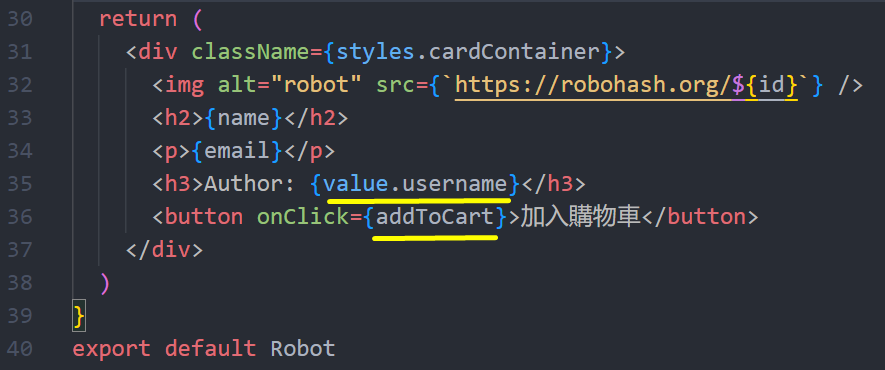 30 return (
31 <div className={styles.cardContainer}>
32 <img alt="robot" src={`https://robohash.org/${id}`} />
33 <h2>{name}</h2>
34 <p>{email}</p>
35 <h3>Author: {value.username}</h3>
36 <button onClick={addToCart}>加入購物車</button>
37 </div>
38 )
39 }
40 export default Robot